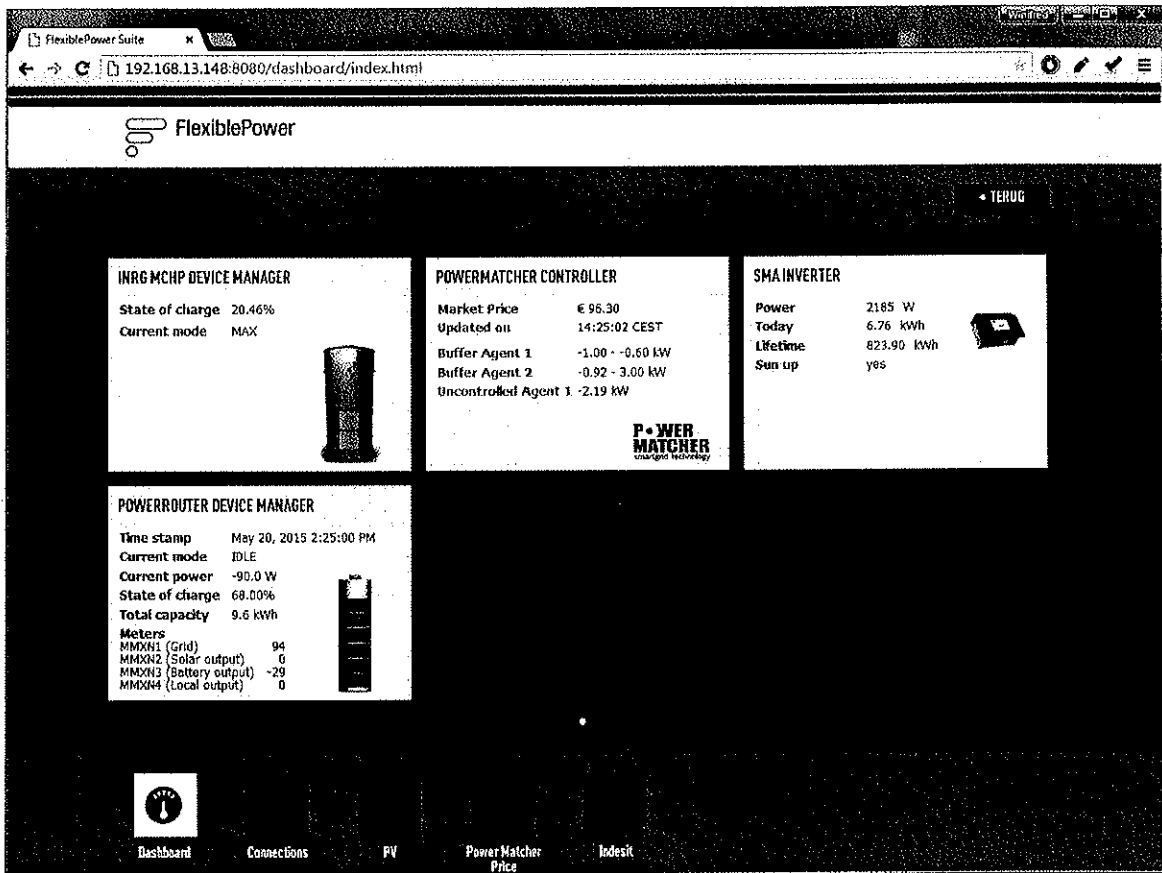 Winfried
FlexiblePower Suite
192.168.13.148:8080/dashboard/index.html
FlexiblePower
TERUG
INRG MCHP DEVICE MANAGER
State of charge 20.46%
Current mode MAX
POWERMATCHER CONTROLLER
Market Price € 96.30
Updated on 14:25:02 CEST
Buffer Agent 1 -1.00 - -0.60 kW
Buffer Agent 2 -0.92 - 3.00 kW
Uncontrolled Agent 1 -2.19 kW
POWER
MATCHER
smartgrid technology
SMA INVERTER
Power 2185 W
Today 6.76 kWh
Lifetime 823.90 kWh
Sun up yes
POWERROUTER DEVICE MANAGER
Time stamp May 20, 2015 2:25:00 PM
Current mode IDLE
Current power -90.0 W
State of charge 68.00%
Total capacity 9.6 kWh
Meters
MMXN1 (Grid) 94
MMXN2 (Solar output) 0
MMXN3 (Battery output) -29
MMXN4 (Local output) 0
Dashboard
Connections
PV
Power Matcher
Price
Indesit